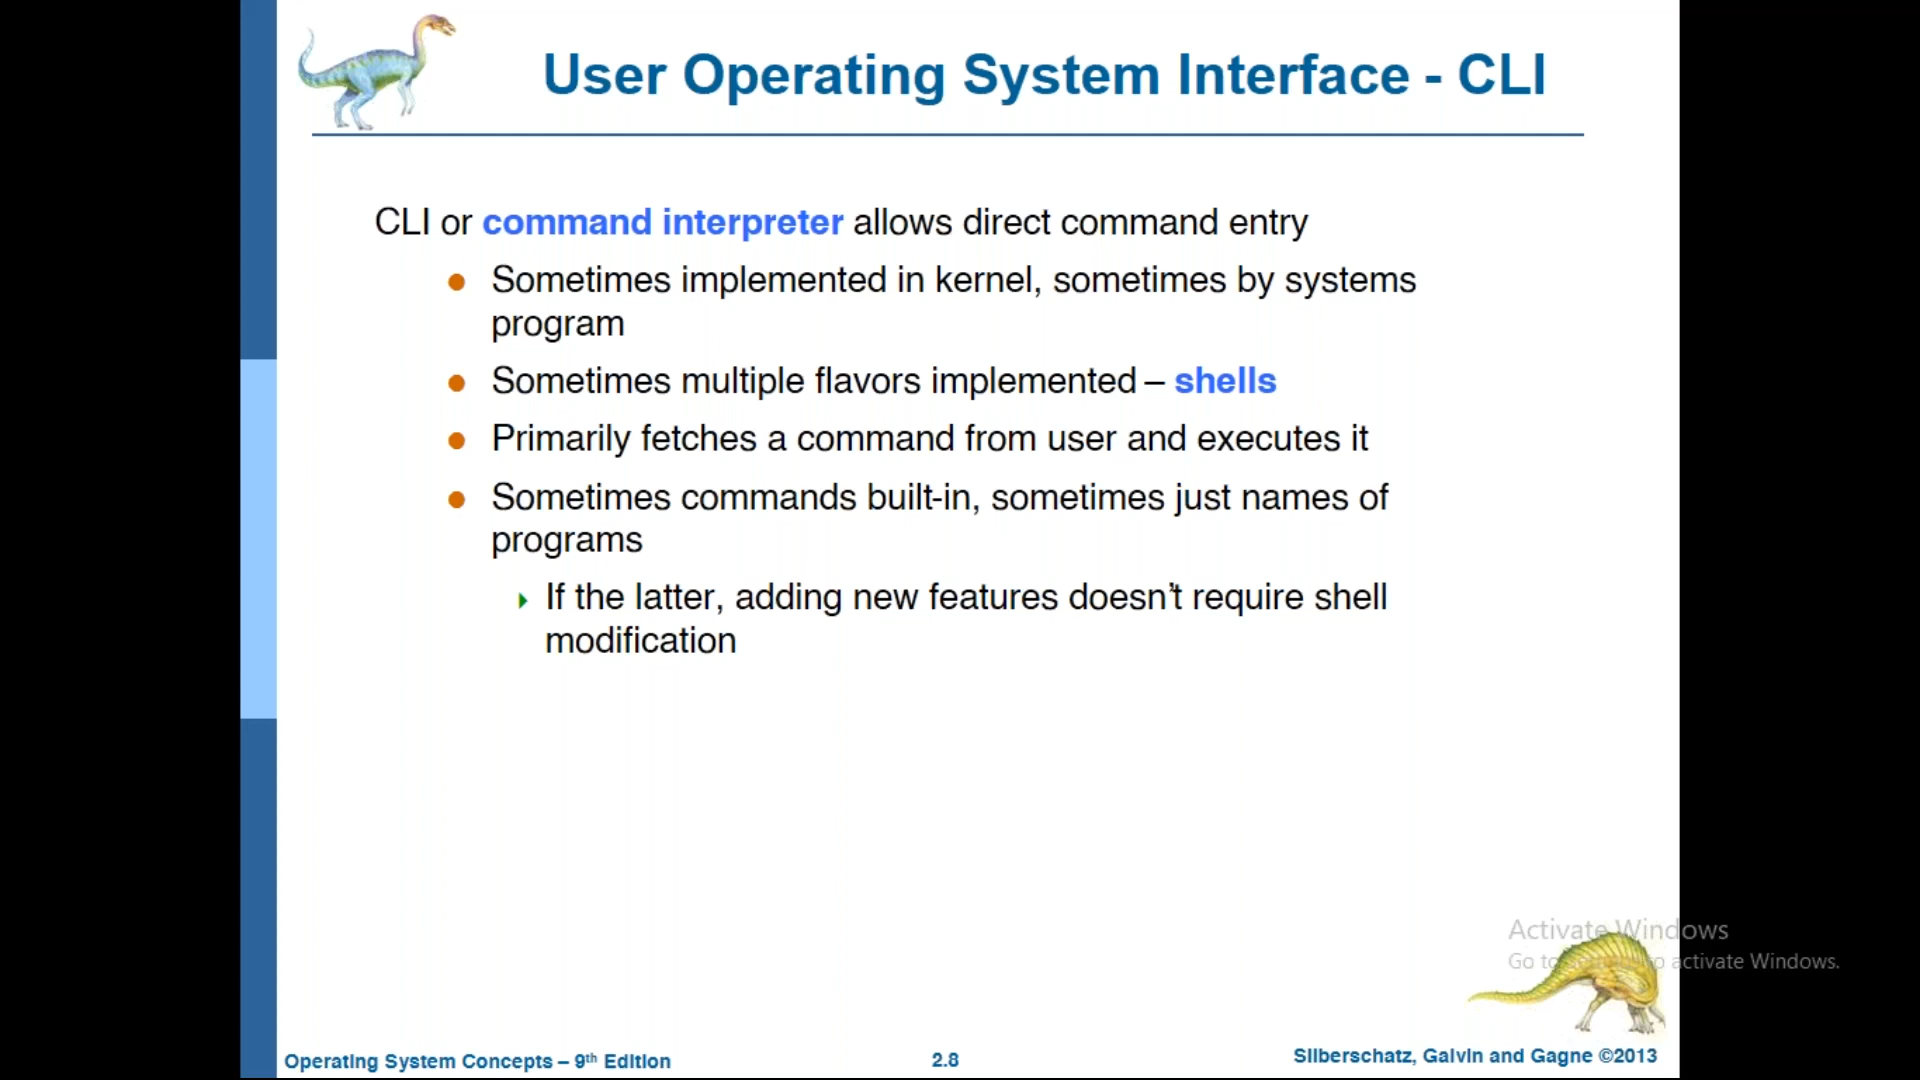 User Operating System Interface - CLI
CLI or command interpreter allows direct command entry
Sometimes implemented in kernel, sometimes by systems
program
Sometimes multiple flavors implemented – shells
Primarily fetches a command from user and executes it
Sometimes commands built-in, sometimes just names of
programs
If the latter, adding new features doesn't require shell
modification
Activate Windows
Go to activate Windows.
Operating System Concepts – 9th Edition
2.8
Silberschatz, Galvin and Gagne ©2013